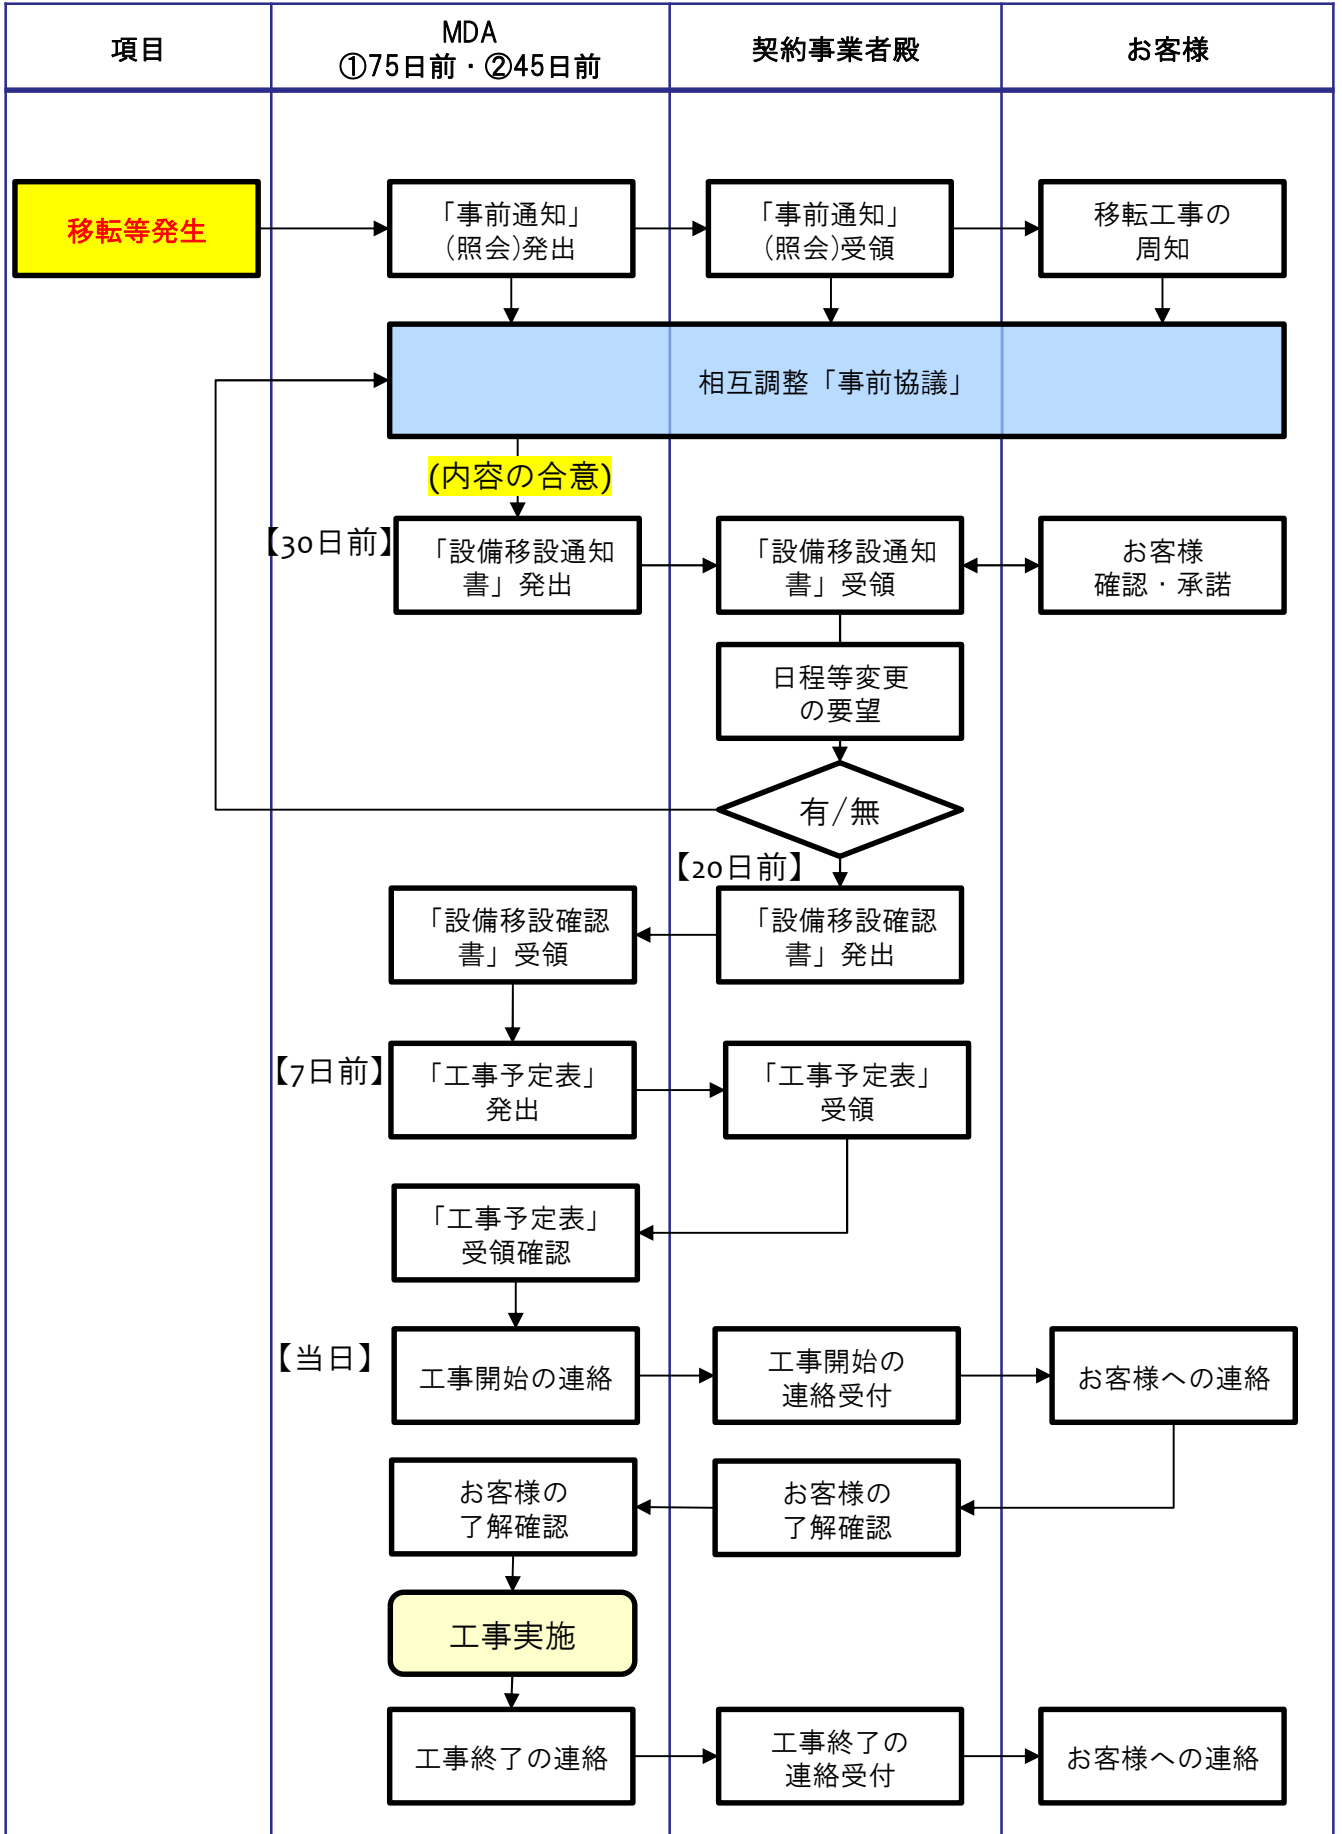 項目
MDA
①75日前・②45日前
契約事業者殿
お客様
移転等発生
「事前通知」
(照会)発出
「事前通知」
(照会)受領
移転工事の
周知
相互調整「事前協議」
(内容の合意)
【30日前】
「設備移設通知
書」発出
「設備移設通知
書」受領
お客様
確認・承諾
日程等変更
の要望
有/無
【20日前】
「設備移設確認
書」受領
「設備移設確認
書」発出
【7日前】
「工事予定表」
発出
「工事予定表」
受領
「工事予定表」
受領確認
【当日】
工事開始の連絡
工事開始の
連絡受付
お客様への連絡
お客様の
了解確認
お客様の
了解確認
工事実施
工事終了の連絡
工事終了の
連絡受付
お客様への連絡